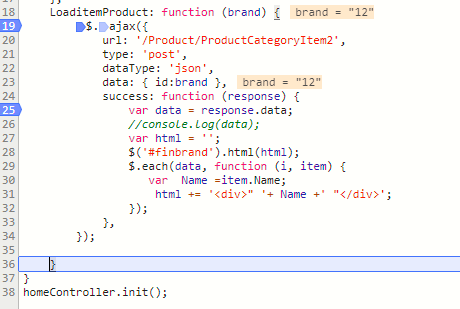 18 LoaditemProduct: function (brand) { brand = "12"
19 $.ajax({
20 url: '/Product/ProductCategoryItem2',
21 type: 'post',
22 dataType: 'json',
23 data: { id:brand }, brand = "12"
24 success: function (response) {
25 var data = response.data;
26 //console.log(data);
27 var html = '';
28 $('#finbrand').html(html);
29 $.each(data, function (i, item) {
30 var Name =item.Name;
31 html += '<div>" '+ Name +' "</div>';
32 });
33 },
34 });
35
36 }
37 }
38 homeController.init();